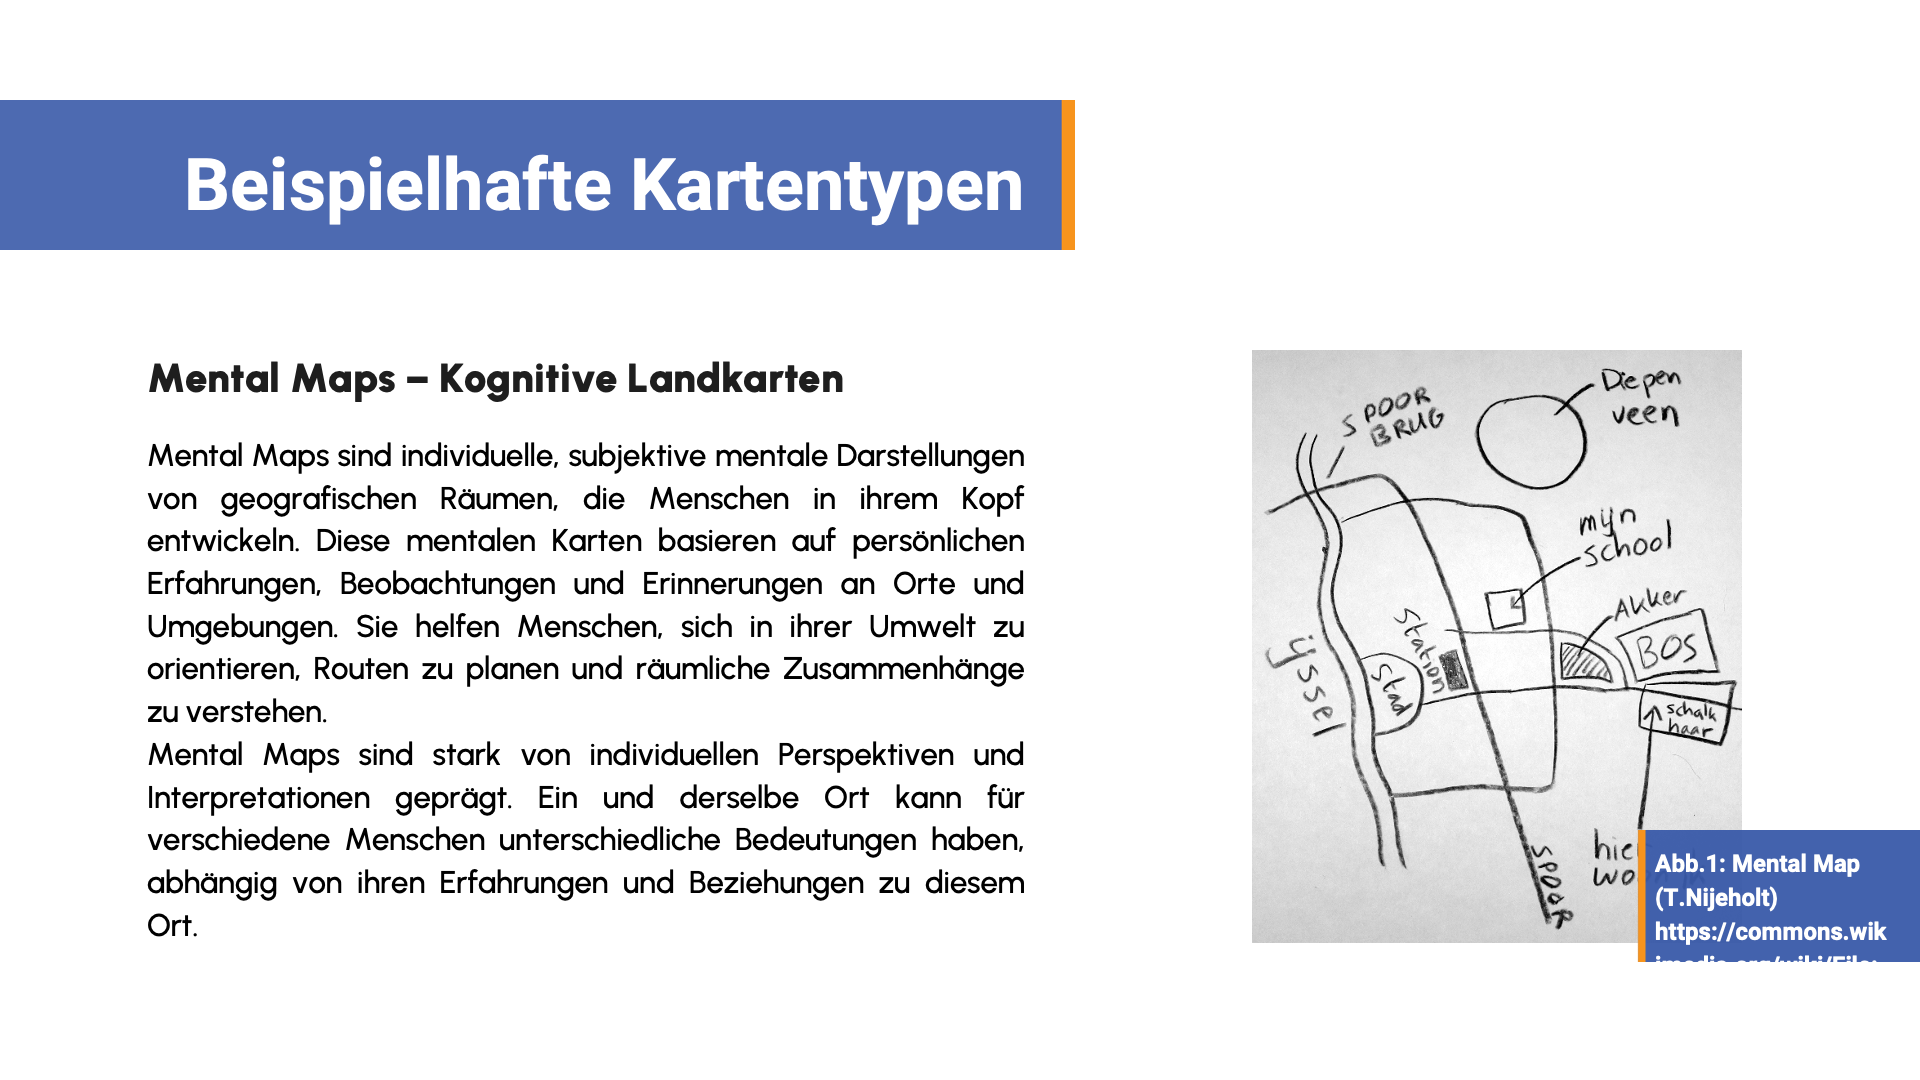 Beispielhafte Kartentypen
Mental Maps – Kognitive Landkarten
Mental Maps sind individuelle, subjektive mentale Darstellungen
von geografischen Räumen, die Menschen in ihrem Kopf
entwickeln. Diese mentalen Karten basieren auf persönlichen
Erfahrungen, Beobachtungen und Erinnerungen an Orte und
Umgebungen. Sie helfen Menschen, sich in ihrer Umwelt zu
orientieren, Routen zu planen und räumliche Zusammenhänge
zu verstehen.
Mental Maps sind stark von individuellen Perspektiven und
Interpretationen geprägt. Ein und derselbe Ort kann für
verschiedene Menschen unterschiedliche Bedeutungen haben,
abhängig von ihren Erfahrungen und Beziehungen zu diesem
Ort.
Diepen
veen
SPOOR
BRUG
mijn
school
Akker
BOS
Station
Stad
ijssel
schalk
haar
SPOOR
Abb.1: Mental Map
(T.Nijeholt)
https://commons.wik